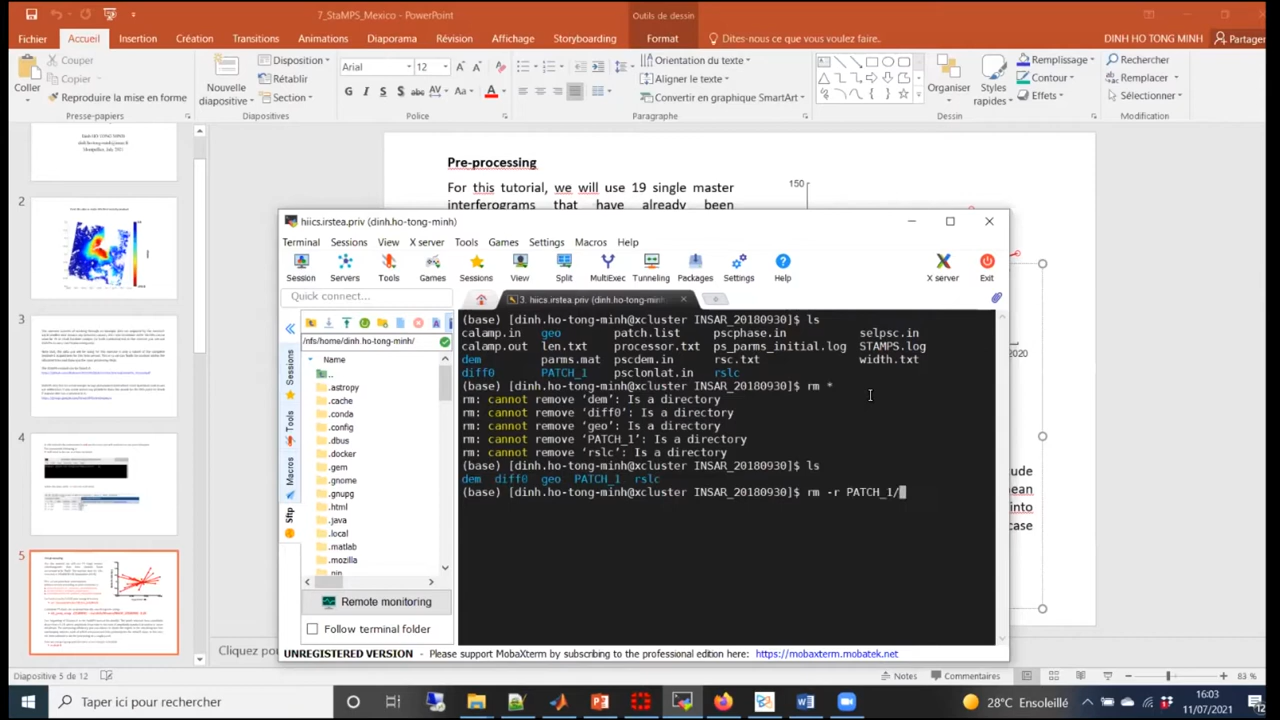 7_StaMPS_Mexico - PowerPoint
Outils de dessin
Fichier Accueil Insertion Création Transitions Animations Diaporama Révision Affichage Storyboarding Format Dites-nous ce que vous voulez faire. DINH HO TONG MINH Partager
Coller
Couper
Copier
Reproduire la mise en forme
Presse-papiers
Nouvelle diapositive
Disposition
Rétablir
Section
Diapositives
Arial 12
G I S S abc AV Aa A
Police
Orientation du texte
Aligner le texte
Convertir en graphique SmartArt
Paragraphe
Organiser
Styles rapides
Remplissage
Contour
Effets
Dessin
Rechercher
Remplacer
Sélectionner
Modification
Dinh HO TONG MINH
Montpellier, July 2021
2
3
4
5
Pre-processing
For this tutorial, we will use 19 single master
interferograms that have already been
150
2020
ude
ean
into
case
hiics.irstea.priv (dinh.ho-tong-minh)
Terminal Sessions View X server Tools Games Settings Macros Help
Session Servers Tools Games Sessions View Split MultiExec Tunneling Packages Settings Help X server Exit
Quick connect...
3. hiics.irstea.priv (dinh.ho-tong-minh
/nfs/home/dinh.ho-tong-minh/
Name
..
.astropy
.cache
.conda
.config
.dbus
.docker
.gem
.gnome
.gnupg
.html
.java
.local
.matlab
.mozilla
Sessions
Tools
Macros
Sftp
Remote monitoring
Follow terminal folder
(base) [dinh.ho-tong-minh@xcluster INSAR_20180930]$ ls
calamp.in geo patch.list pscphase.in selpsc.in
calamp.out len.txt processor.txt ps_parms_initial.log STAMPS.log
dem parms.mat pscdem.in rsc.txt width.txt
diff0 PATCH_1 psclonlat.in rslc
(base) [dinh.ho-tong-minh@xcluster INSAR_20180930]$ rm *
rm: cannot remove ‘dem’: Is a directory
rm: cannot remove ‘diff0’: Is a directory
rm: cannot remove ‘geo’: Is a directory
rm: cannot remove ‘PATCH_1’: Is a directory
rm: cannot remove ‘rslc’: Is a directory
(base) [dinh.ho-tong-minh@xcluster INSAR_20180930]$ ls
dem diff0 geo PATCH_1 rslc
(base) [dinh.ho-tong-minh@xcluster INSAR_20180930]$ rm -r PATCH_1/
UNREGISTERED VERSION - Please support MobaXterm by subscribing to the professional edition here: https://mobaxterm.mobatek.net
Cliquez pou
Diapositive 5 de 12
Notes
Commentaires
83 %
Taper ici pour rechercher
28°C Ensoleillé
16:03
11/07/2021
12